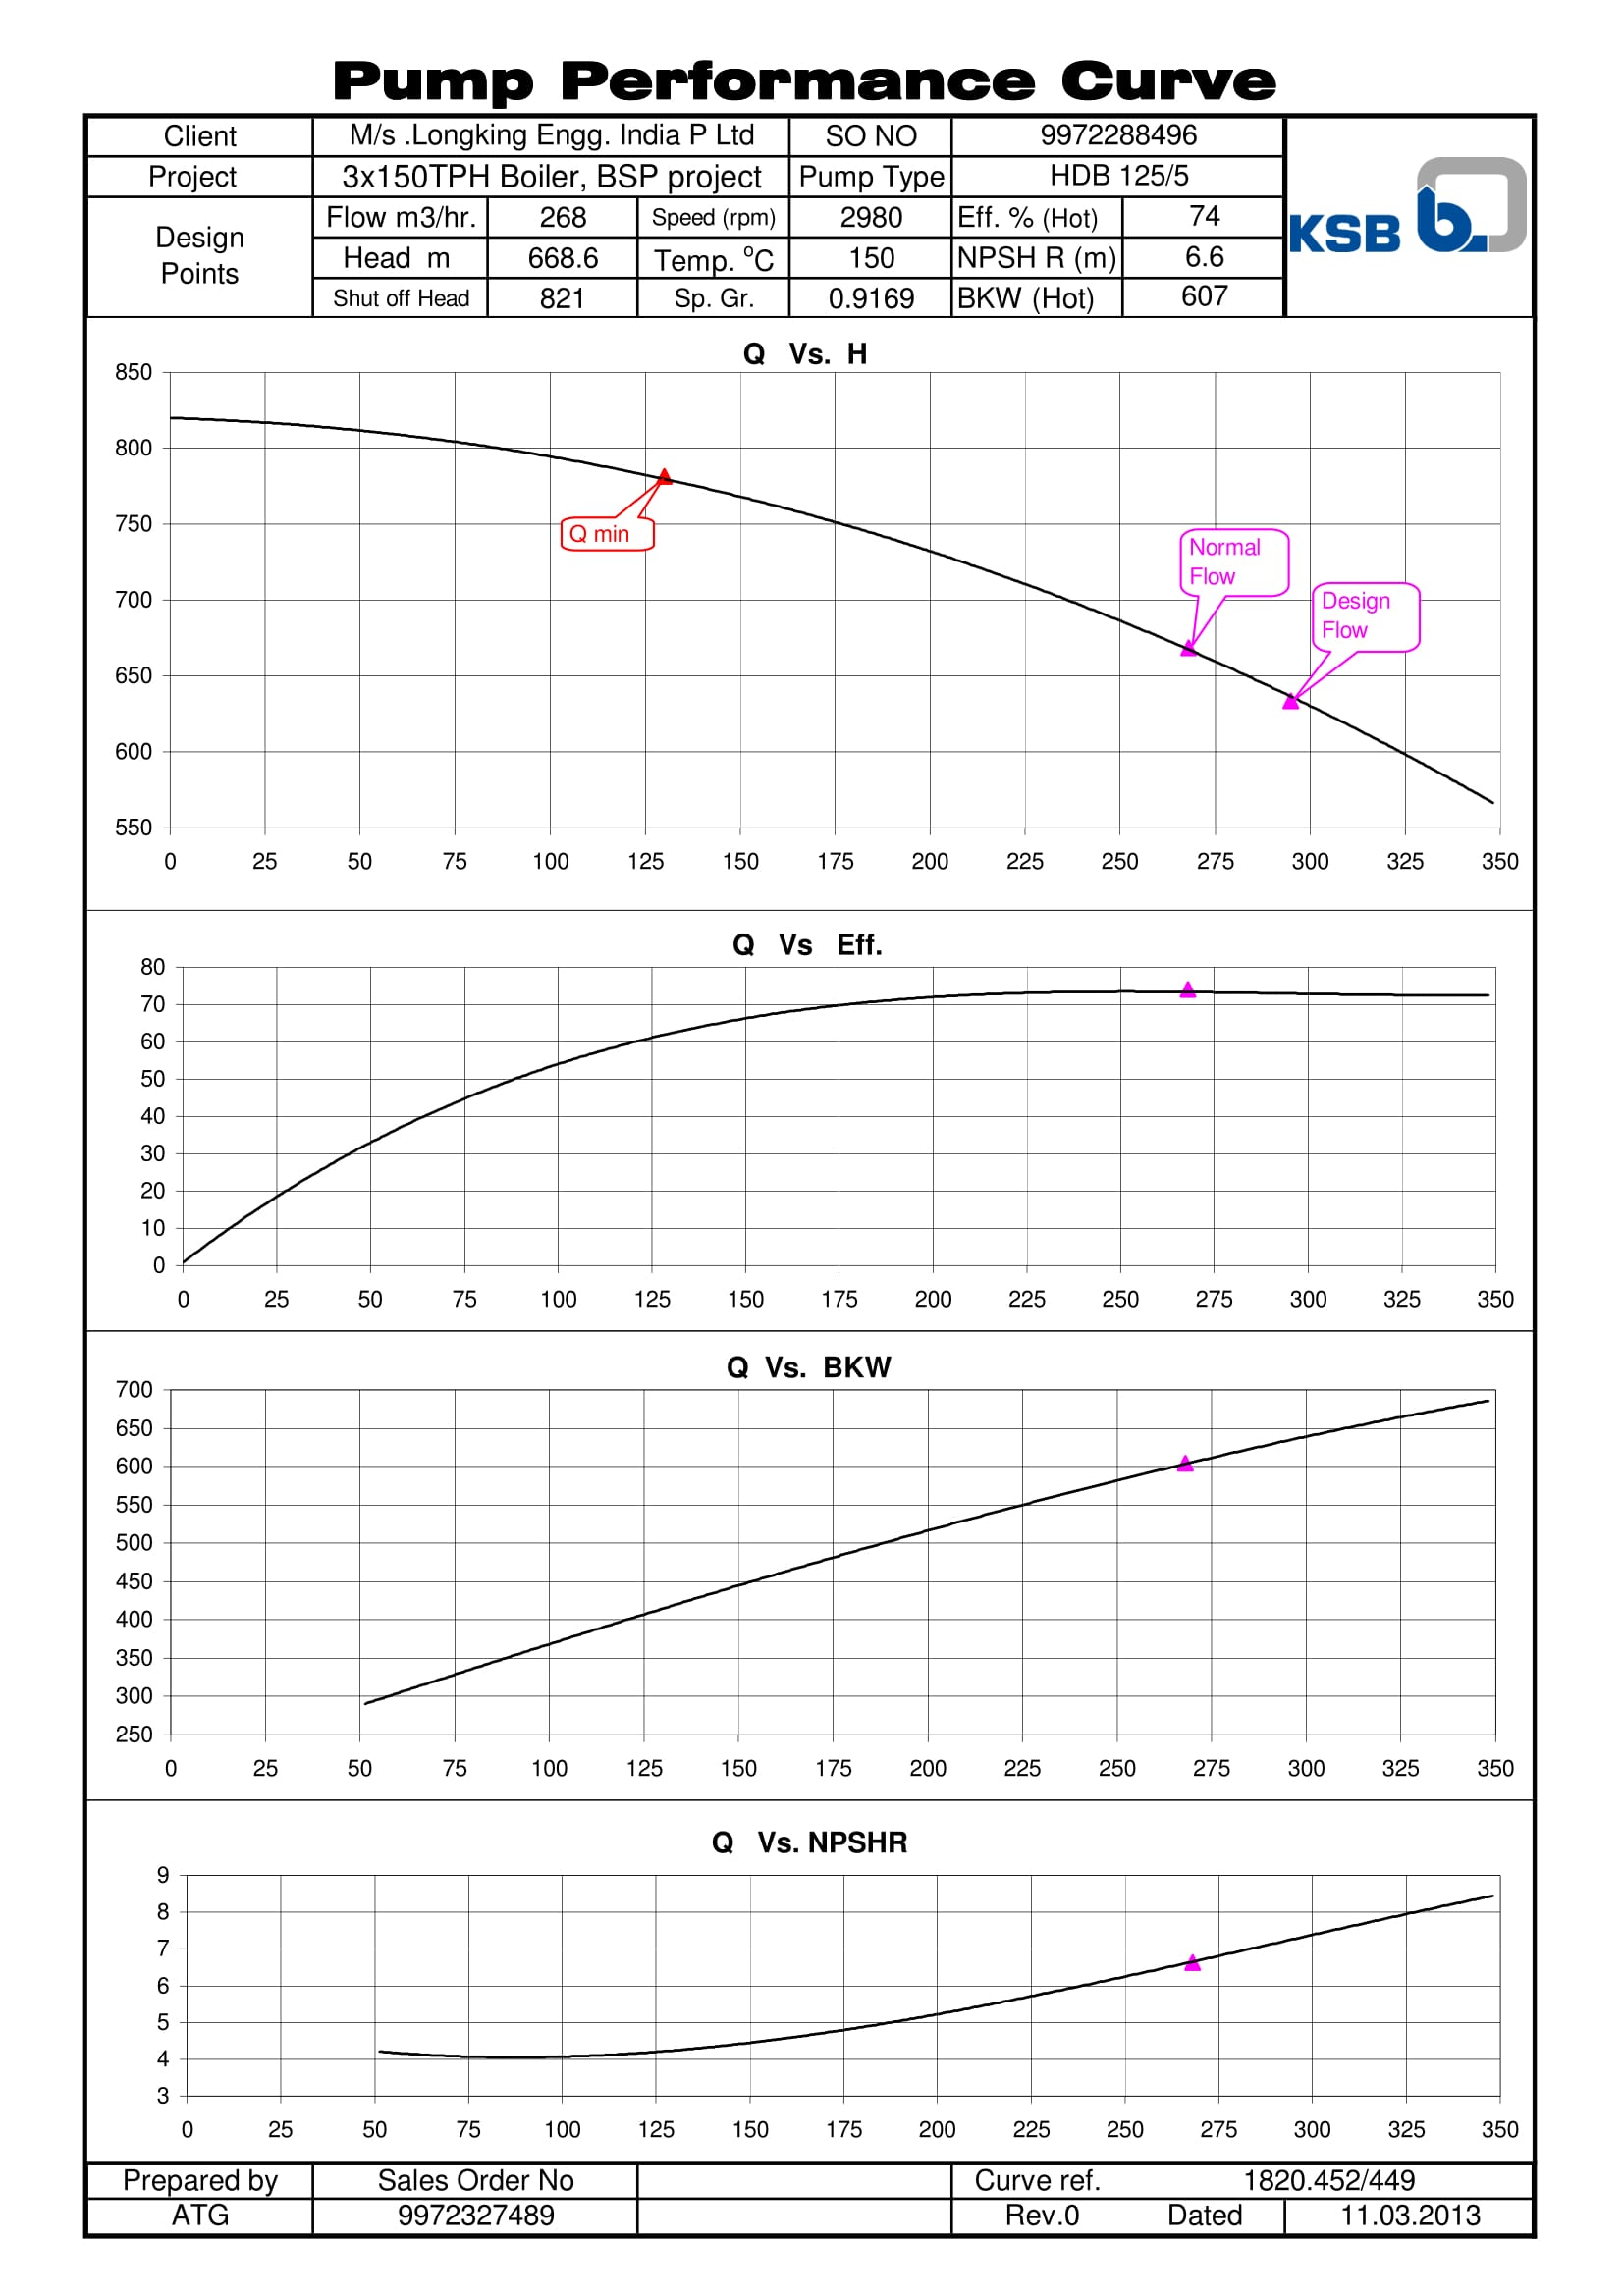 Pump Performance Curve
Client M/s .Longking Engg. India P Ltd SO NO 9972288496
Project 3x150TPH Boiler, BSP project Pump Type HDB 125/5
Design Points
Flow m3/hr. 268 Speed (rpm) 2980 Eff. % (Hot) 74
Head m 668.6 Temp. °C 150 NPSH R (m) 6.6
Shut off Head 821 Sp. Gr. 0.9169 BKW (Hot) 607
KSB b
Q Vs. H
850
800
750
700
650
600
550
Q min
Normal
Flow
Design
Flow
0 25 50 75 100 125 150 175 200 225 250 275 300 325 350
Q Vs Eff.
80
70
60
50
40
30
20
10
0
0 25 50 75 100 125 150 175 200 225 250 275 300 325 350
Q Vs. BKW
700
650
600
550
500
450
400
350
300
250
0 25 50 75 100 125 150 175 200 225 250 275 300 325 350
Q Vs. NPSHR
9
8
7
6
5
4
3
0 25 50 75 100 125 150 175 200 225 250 275 300 325 350
Prepared by Sales Order No Curve ref. 1820.452/449
ATG 9972327489 Rev.0 Dated 11.03.2013